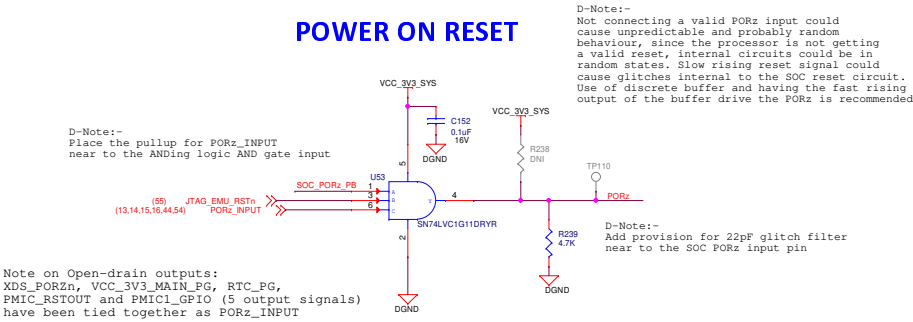 POWER ON RESET
D-Note:-
Not connecting a valid PORz input could
cause unpredictable and probably random
behaviour, since the processor is not getting
a valid reset, internal circuits could be in
random states. Slow rising reset signal could
cause glitches internal to the SOC reset circuit.
Use of discrete buffer and having the fast rising
output of the buffer drive the PORz is recommended
VCC_3V3_SYS
C152
0.1uF
16V
DGND
VCC_3V3_SYS
R238
DNI
TP110
D-Note:-
Place the pullup for PORz_INPUT
near to the ANDing logic AND gate input
5
U53
SOC_PORz_PB
1
A
(55)
JTAG_EMU_RSTn
3
B
(13,14,15,16,44,54)
PORz_INPUT
6
C
Y
4
PORz
SN74LVC1G11DRYR
2
DGND
R239
4.7K
DGND
D-Note:-
Add provision for 22pF glitch filter
near to the SOC PORz input pin
Note on Open-drain outputs:
XDS_PORZn, VCC_3V3_MAIN_PG, RTC_PG,
PMIC_RSTOUT and PMIC1_GPIO (5 output signals)
have been tied together as PORz_INPUT